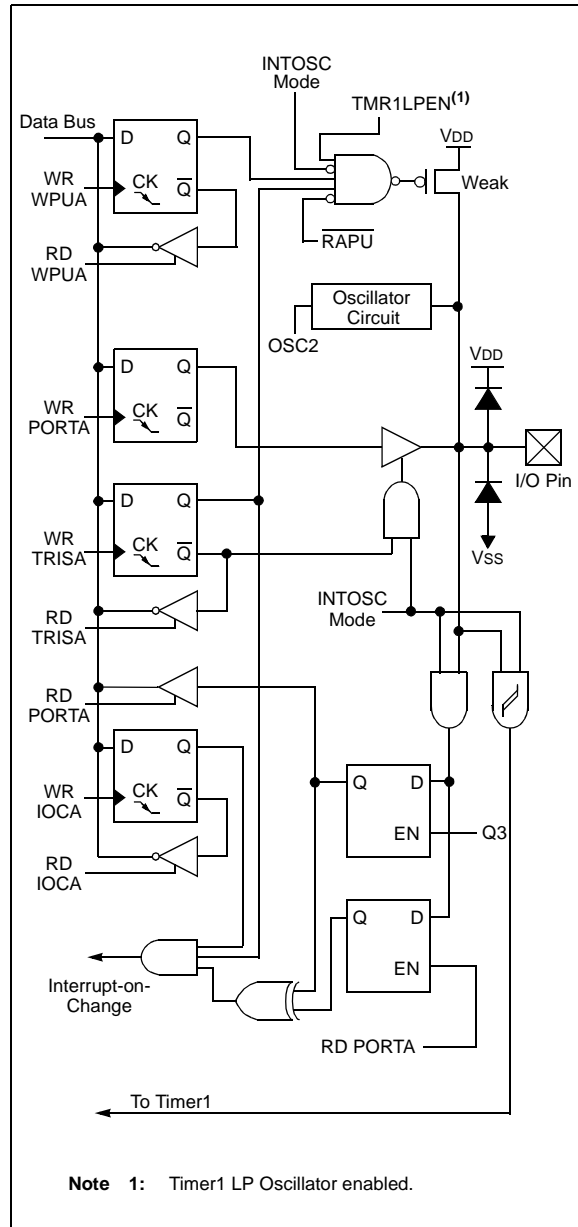 INTOSC
Mode
TMR1LPEN(1)
Data Bus
VDD
D Q
WR
WPUA
CK Q
Weak
RD
WPUA
RAPU
Oscillator
Circuit
OSC2
VDD
D Q
WR
PORTA
CK Q
I/O Pin
D Q
WR
TRISA
CK Q
VSS
INTOSC
Mode
RD
TRISA
RD
PORTA
D Q
WR
IOCA
CK Q
Q D
EN
Q3
RD
IOCA
Q D
EN
Interrupt-on-
Change
RD PORTA
To Timer1
Note 1: Timer1 LP Oscillator enabled.